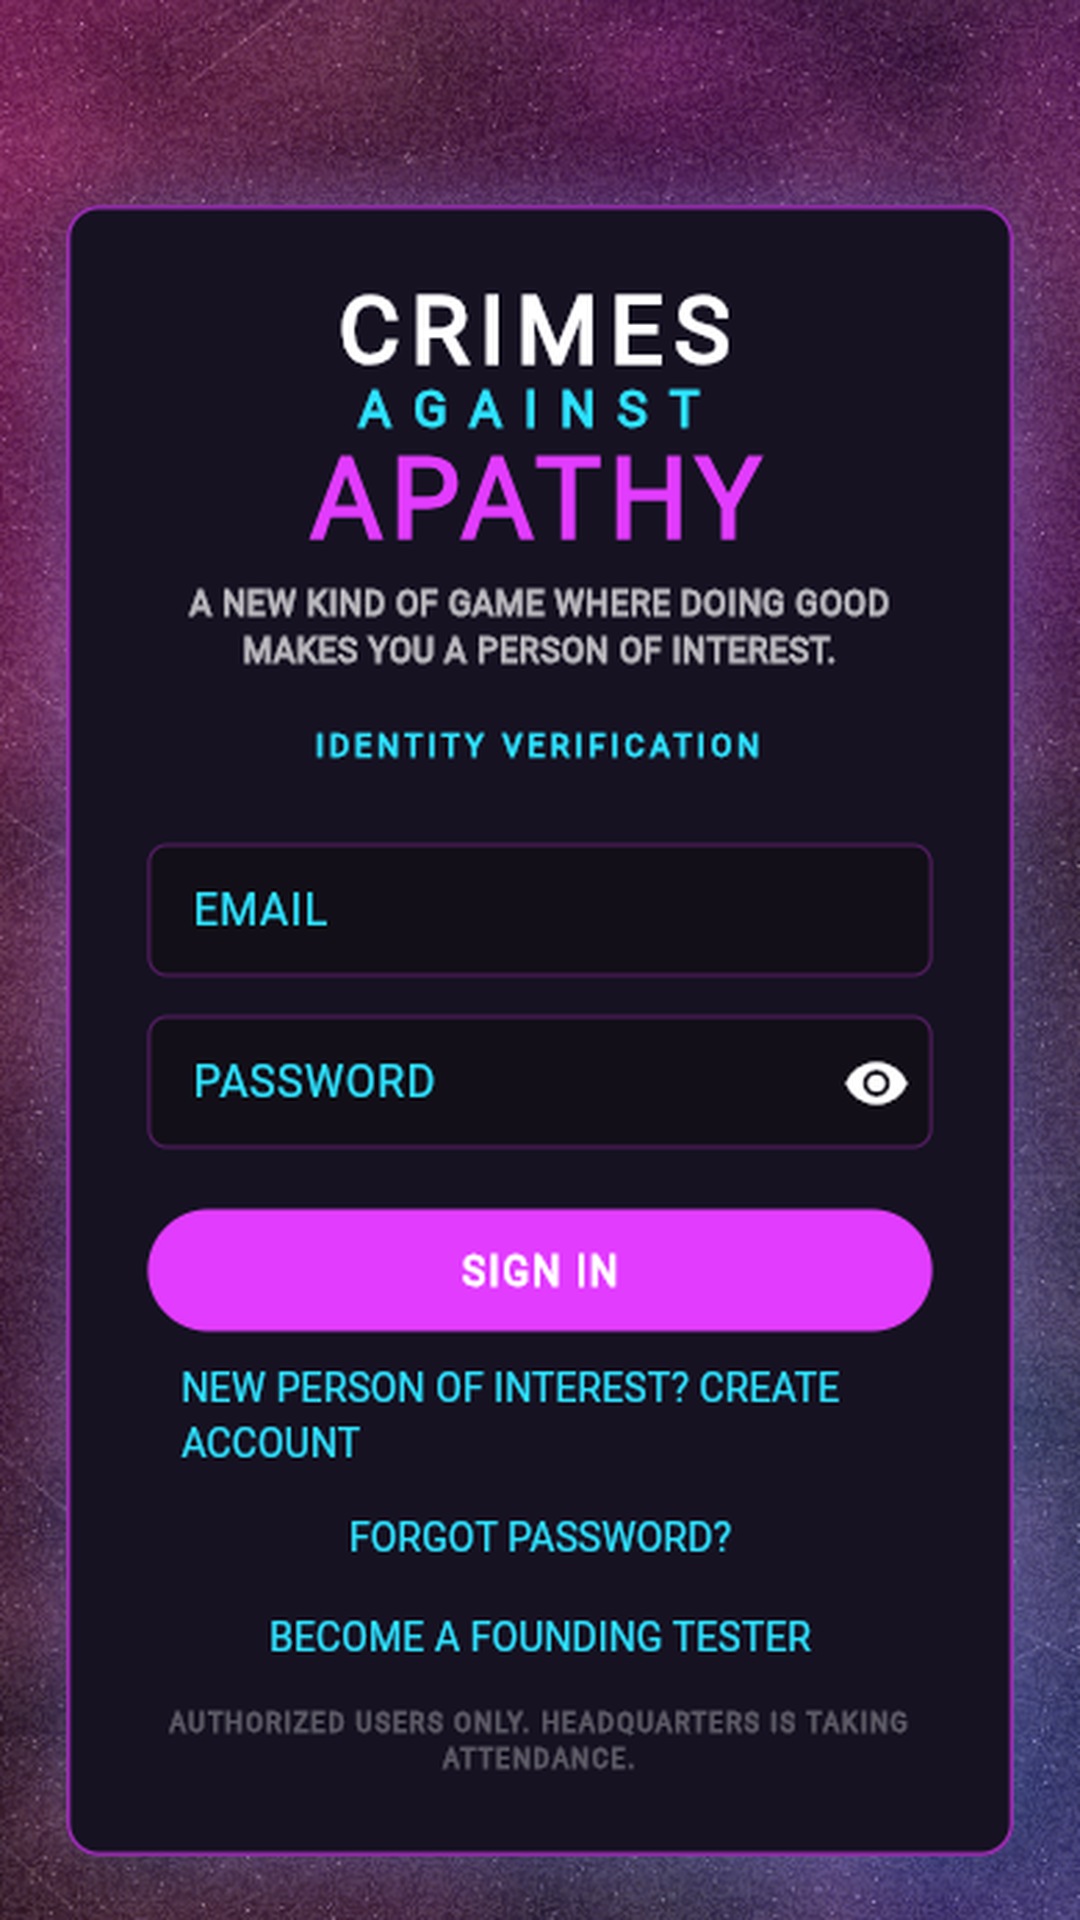 CRIMES
AGAINST
APATHY
A NEW KIND OF GAME WHERE DOING GOOD
MAKES YOU A PERSON OF INTEREST.
IDENTITY VERIFICATION
EMAIL
PASSWORD
SIGN IN
NEW PERSON OF INTEREST? CREATE
ACCOUNT
FORGOT PASSWORD?
BECOME A FOUNDING TESTER
AUTHORIZED USERS ONLY. HEADQUARTERS IS TAKING
ATTENDANCE.